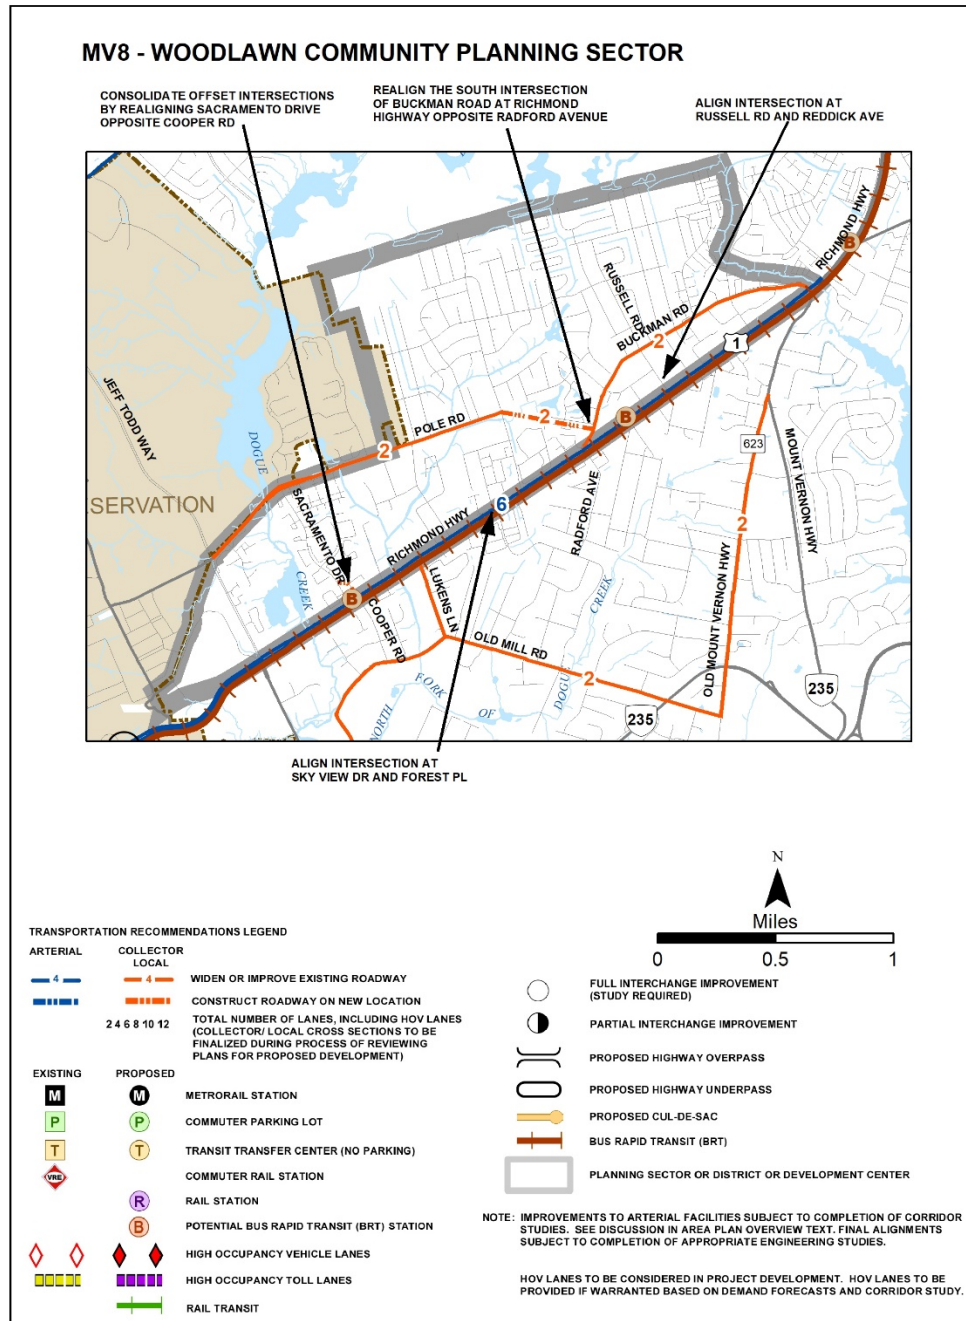 MV8 - WOODLAWN COMMUNITY PLANNING SECTOR
CONSOLIDATE OFFSET INTERSECTIONS
BY REALIGNING SACRAMENTO DRIVE
OPPOSITE COOPER RD
REALIGN THE SOUTH INTERSECTION
OF BUCKMAN ROAD AT RICHMOND
HIGHWAY OPPOSITE RADFORD AVENUE
ALIGN INTERSECTION AT
RUSSELL RD AND REDDICK AVE
RICHMOND HWY
B
RUSSELL RD
BUCKMAN RD
2
1
JEFF TODD WAY
DOGUE
CREEK
SERVATION
POLE RD
2
2
B
623
MOUNT VERNON HWY
2
OLD MOUNT VERNON HWY
SACRAMENTO DR
RICHMOND HWY
6
RADFORD AVE
B
COOPER RD
LUKENS LN
OLD MILL RD
2
NORTH
FORK
OF
DOGUE
CREEK
235
235
ALIGN INTERSECTION AT
SKY VIEW DR AND FOREST PL
N
Miles
0 0.5 1
TRANSPORTATION RECOMMENDATIONS LEGEND
ARTERIAL COLLECTOR
LOCAL
4 4 WIDEN OR IMPROVE EXISTING ROADWAY
CONSTRUCT ROADWAY ON NEW LOCATION
2 4 6 8 10 12 TOTAL NUMBER OF LANES, INCLUDING HOV LANES
(COLLECTOR/ LOCAL CROSS SECTIONS TO BE
FINALIZED DURING PROCESS OF REVIEWING
PLANS FOR PROPOSED DEVELOPMENT)
EXISTING PROPOSED
M M METRORAIL STATION
P P COMMUTER PARKING LOT
T T TRANSIT TRANSFER CENTER (NO PARKING)
VRE COMMUTER RAIL STATION
R RAIL STATION
B POTENTIAL BUS RAPID TRANSIT (BRT) STATION
HIGH OCCUPANCY VEHICLE LANES
HIGH OCCUPANCY TOLL LANES
RAIL TRANSIT
FULL INTERCHANGE IMPROVEMENT
(STUDY REQUIRED)
PARTIAL INTERCHANGE IMPROVEMENT
PROPOSED HIGHWAY OVERPASS
PROPOSED HIGHWAY UNDERPASS
PROPOSED CUL-DE-SAC
BUS RAPID TRANSIT (BRT)
PLANNING SECTOR OR DISTRICT OR DEVELOPMENT CENTER
NOTE: IMPROVEMENTS TO ARTERIAL FACILITIES SUBJECT TO COMPLETION OF CORRIDOR
STUDIES. SEE DISCUSSION IN AREA PLAN OVERVIEW TEXT. FINAL ALIGNMENTS
SUBJECT TO COMPLETION OF APPROPRIATE ENGINEERING STUDIES.
HOV LANES TO BE CONSIDERED IN PROJECT DEVELOPMENT. HOV LANES TO BE
PROVIDED IF WARRANTED BASED ON DEMAND FORECASTS AND CORRIDOR STUDY.